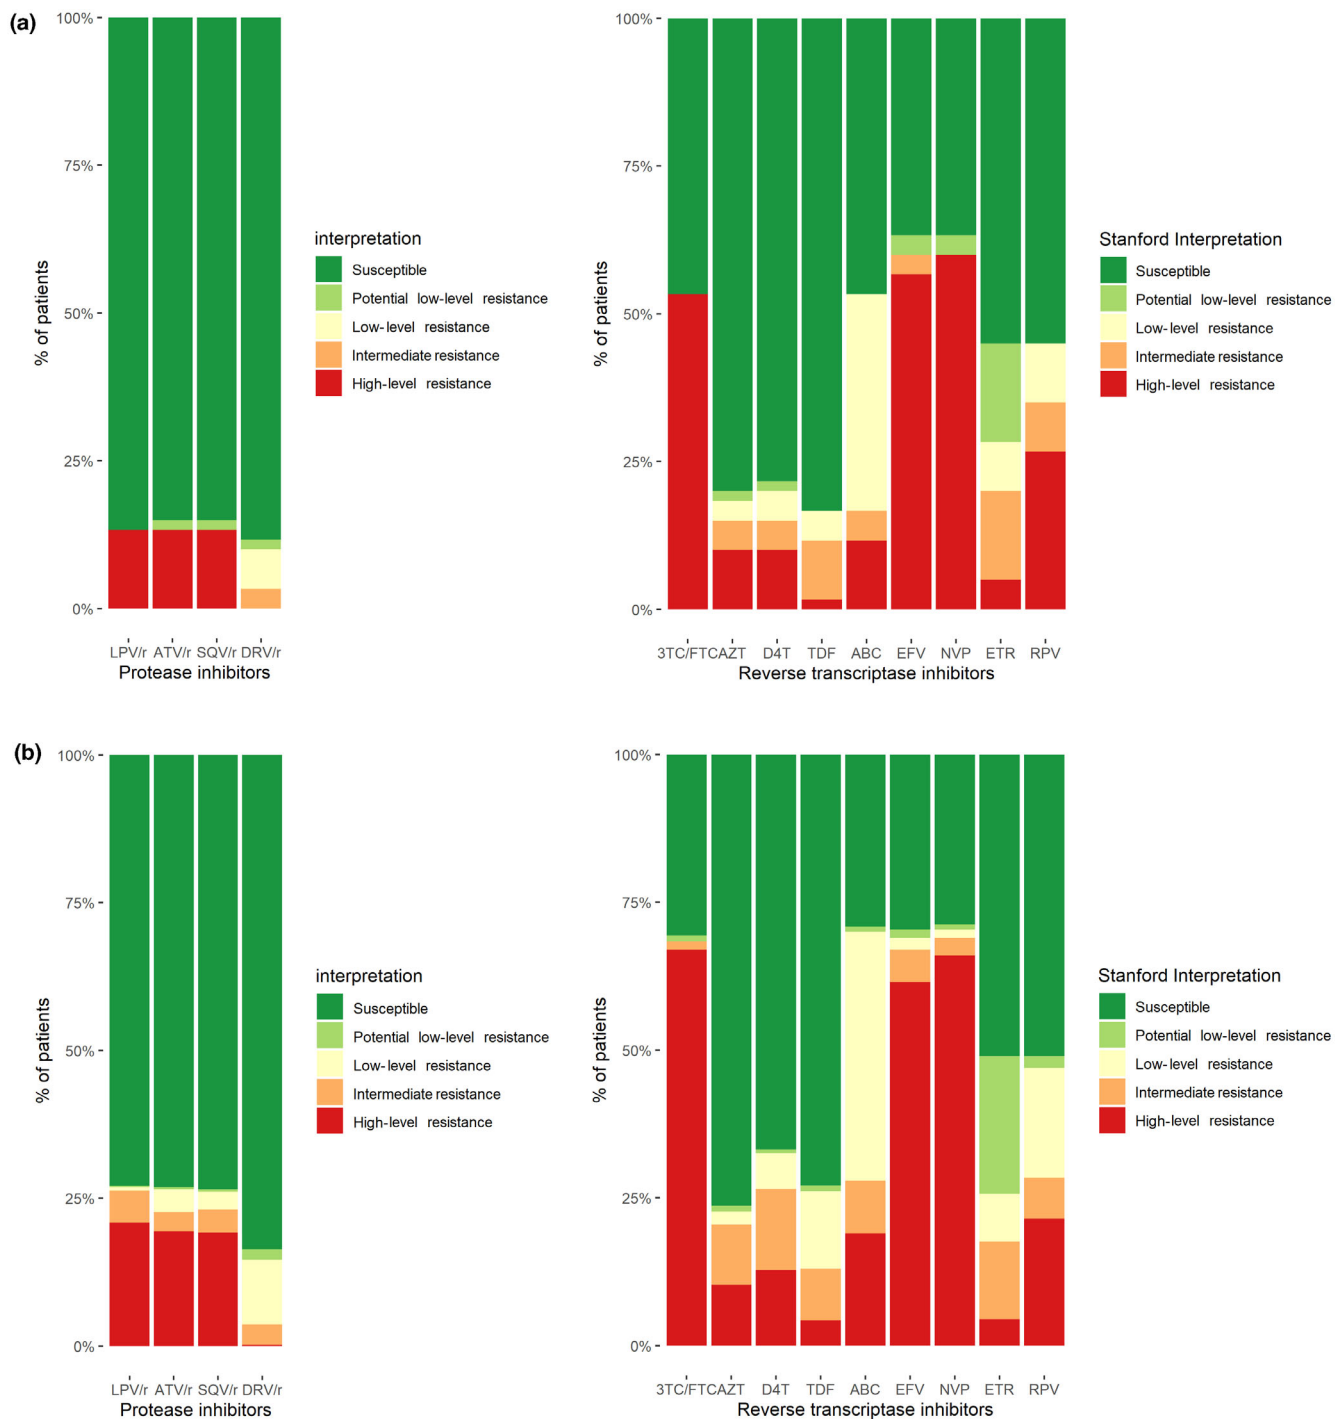 (a)
100%
75%
50%
25%
0%
% of patients
LPV/r ATV/r SQV/r DRV/r
Protease inhibitors
interpretation
Susceptible
Potential low-level resistance
Low-level resistance
Intermediate resistance
High-level resistance
100%
75%
50%
25%
0%
% of patients
3TC/FTCAZT D4T TDF ABC EFV NVP ETR RPV
Reverse transcriptase inhibitors
Stanford Interpretation
Susceptible
Potential low-level resistance
Low-level resistance
Intermediate resistance
High-level resistance
(b)
100%
75%
50%
25%
0%
% of patients
LPV/r ATV/r SQV/r DRV/r
Protease inhibitors
interpretation
Susceptible
Potential low-level resistance
Low-level resistance
Intermediate resistance
High-level resistance
100%
75%
50%
25%
0%
% of patients
3TC/FTCAZT D4T TDF ABC EFV NVP ETR RPV
Reverse transcriptase inhibitors
Stanford Interpretation
Susceptible
Potential low-level resistance
Low-level resistance
Intermediate resistance
High-level resistance